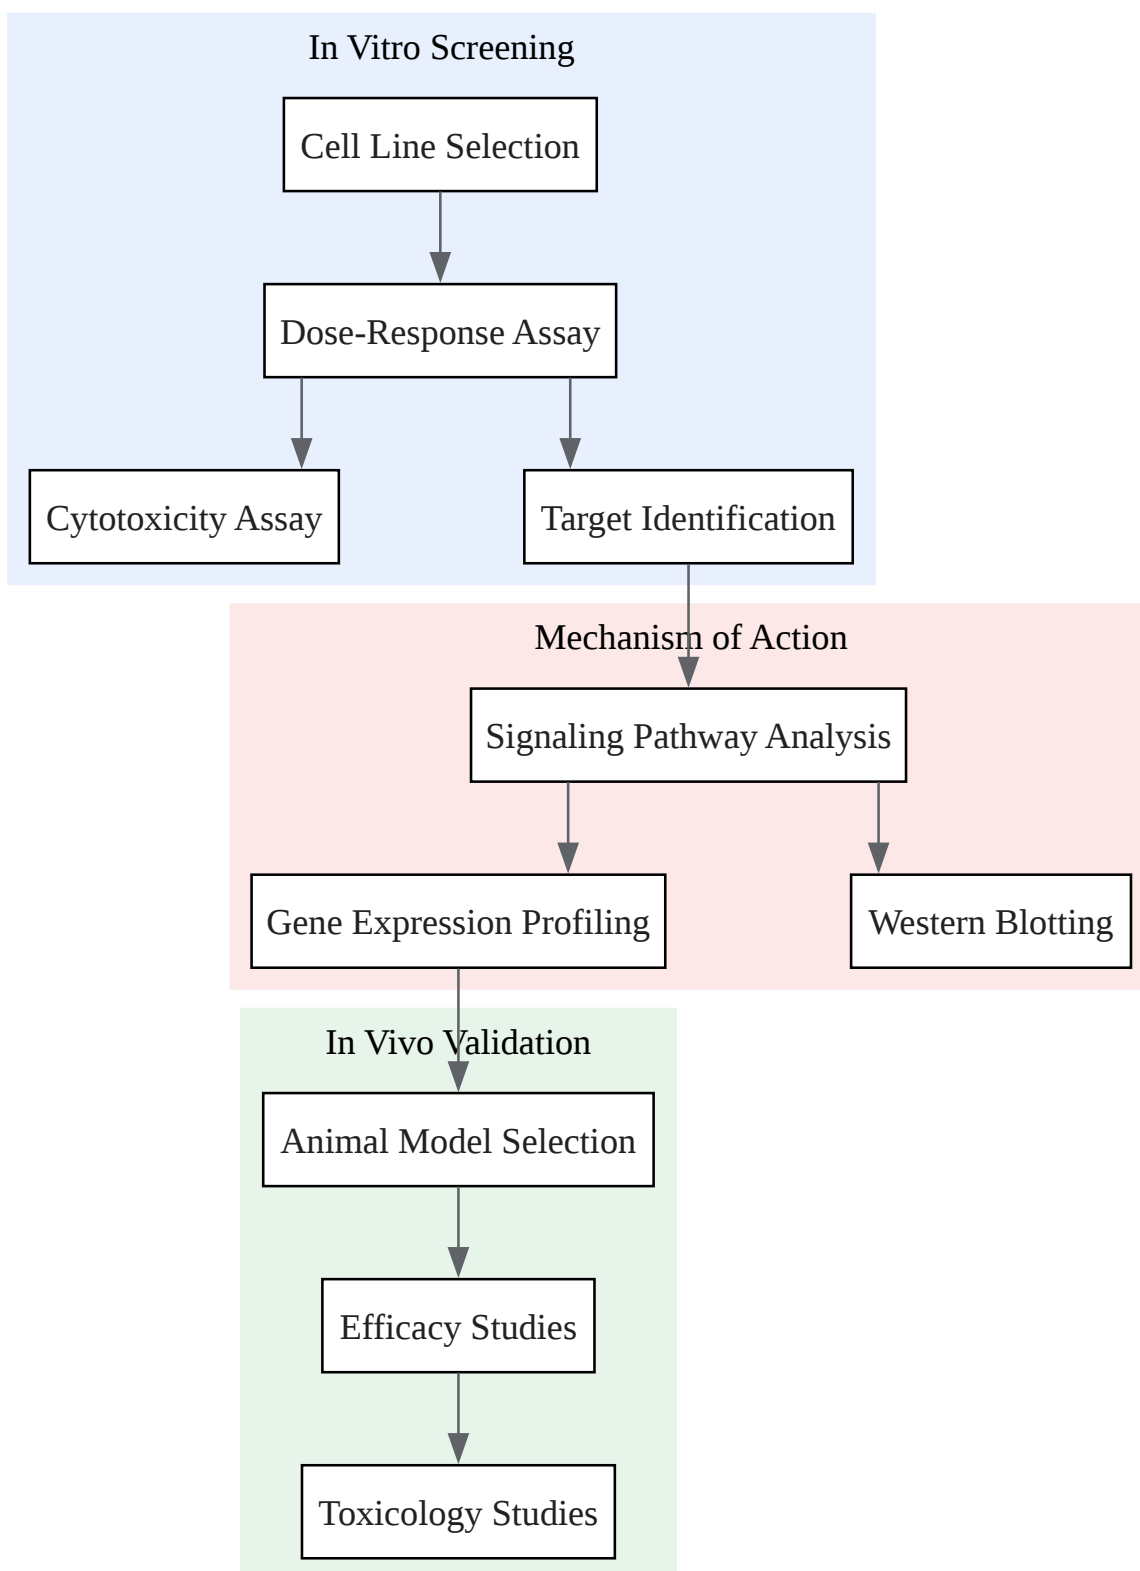 In Vitro Screening
Cell Line Selection
Dose-Response Assay
Cytotoxicity Assay
Target Identification
Mechanism of Action
Signaling Pathway Analysis
Gene Expression Profiling
Western Blotting
In Vivo Validation
Animal Model Selection
Efficacy Studies
Toxicology Studies